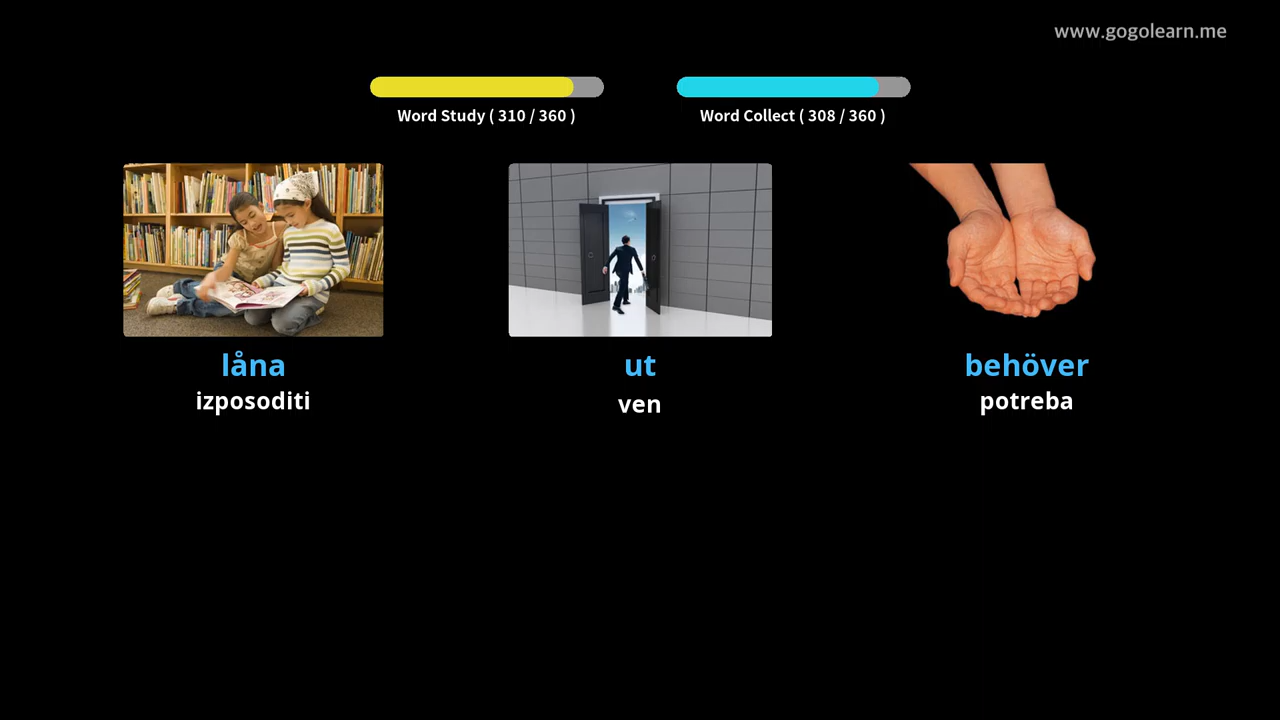 www.gogolearn.me
Word Study ( 310 / 360 )
Word Collect ( 308 / 360 )
låna
ut
behöver
izposoditi
ven
potreba